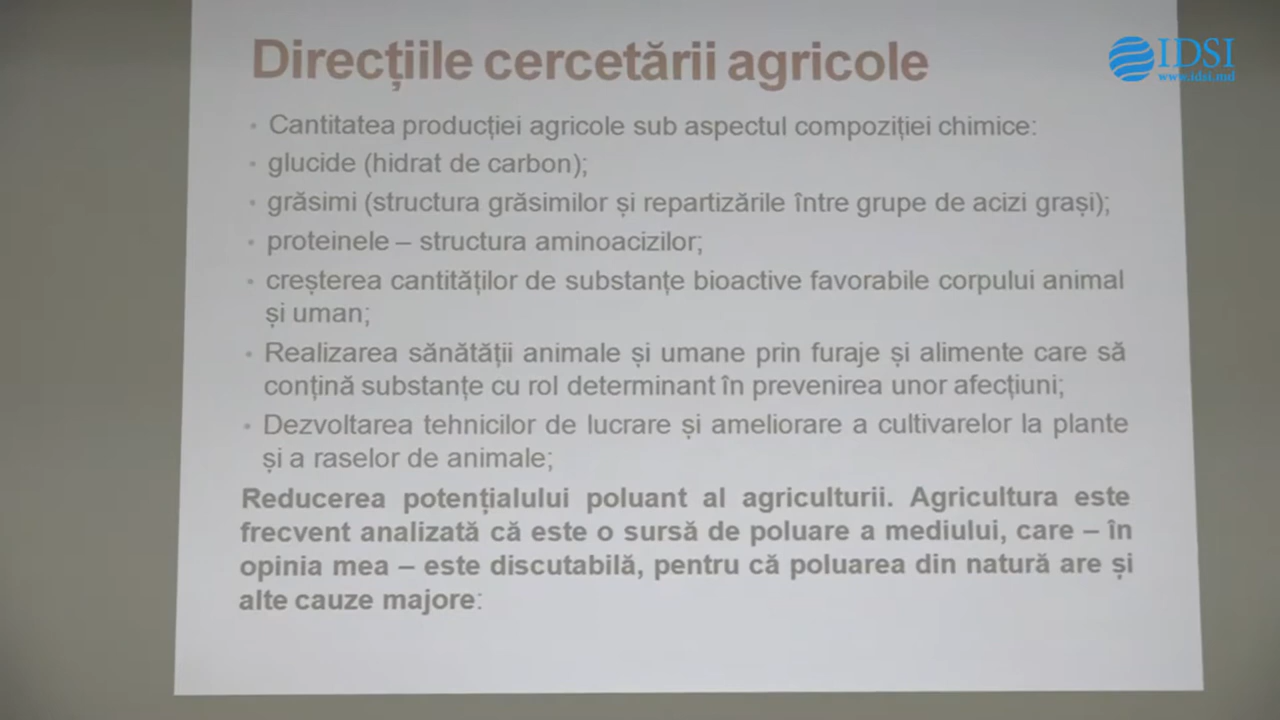 Direcțiile cercetării agricole
IDSI
www.idsi.md
• Cantitatea producției agricole sub aspectul compoziției chimice:
• glucide (hidrat de carbon);
• grăsimi (structura grăsimilor și repartizările între grupe de acizi grași);
• proteinele – structura aminoacizilor;
• creșterea cantităților de substanțe bioactive favorabile corpului animal
și uman;
• Realizarea sănătății animale și umane prin furaje și alimente care să
conțină substanțe cu rol determinant în prevenirea unor afecțiuni;
• Dezvoltarea tehnicilor de lucrare și ameliorare a cultivarelor la plante
și a raselor de animale;
Reducerea potențialului poluant al agriculturii. Agricultura este
frecvent analizată că este o sursă de poluare a mediului, care – în
opinia mea – este discutabilă, pentru că poluarea din natură are și
alte cauze majore: